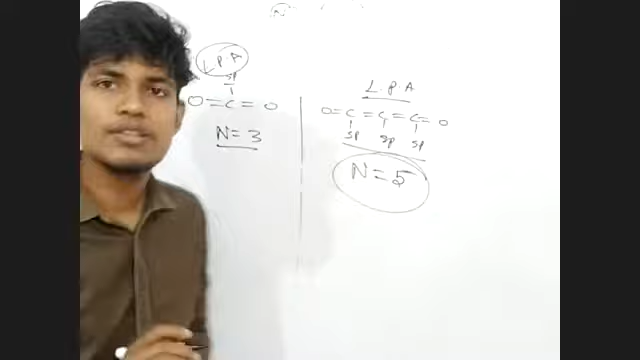 N
L.P.A
sp
O=C=O
N=3
L.P.A
O=C=C=C=O
sp sp sp
N=5